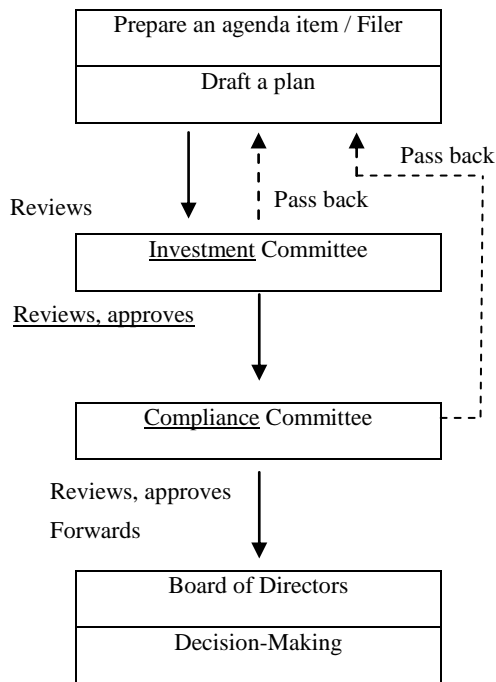 Prepare an agenda item / Filer
Draft a plan
Pass back
Pass back
Reviews
Investment Committee
Reviews, approves
Compliance Committee
Reviews, approves
Forwards
Board of Directors
Decision-Making